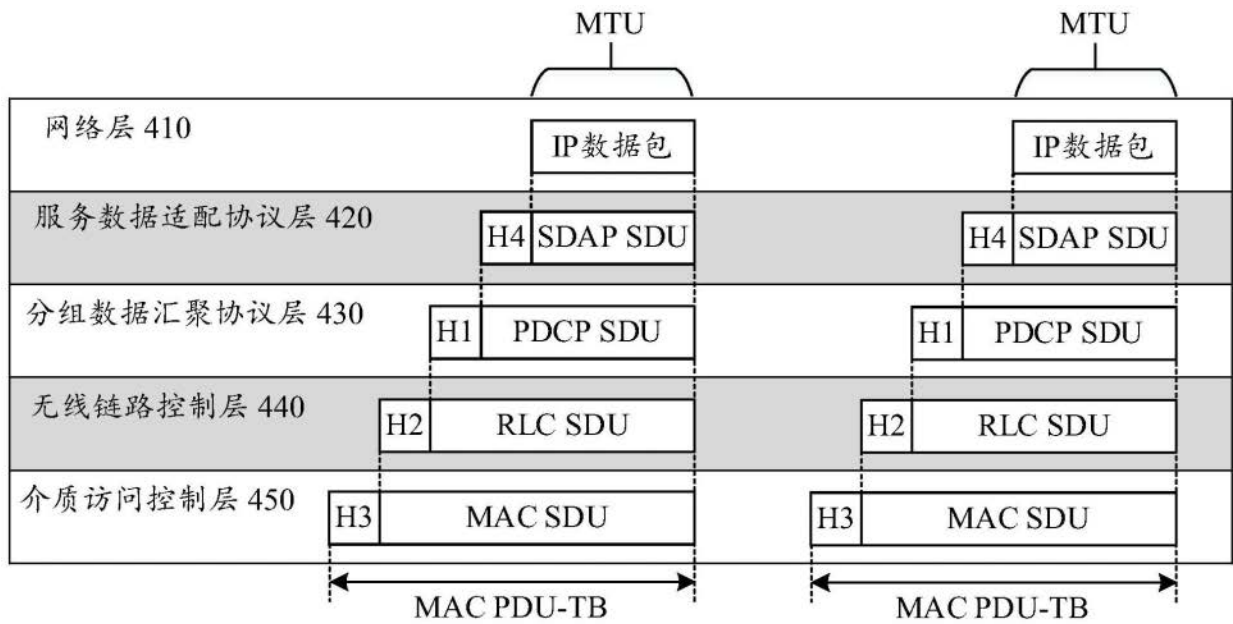 MTU MTU
网络层 410 IP数据包 IP数据包
服务数据适配协议层 420 H4 SDAP SDU H4 SDAP SDU
分组数据汇聚协议层 430 H1 PDCP SDU H1 PDCP SDU
无线链路控制层 440 H2 RLC SDU H2 RLC SDU
介质访问控制层 450 H3 MAC SDU H3 MAC SDU
MAC PDU-TB MAC PDU-TB